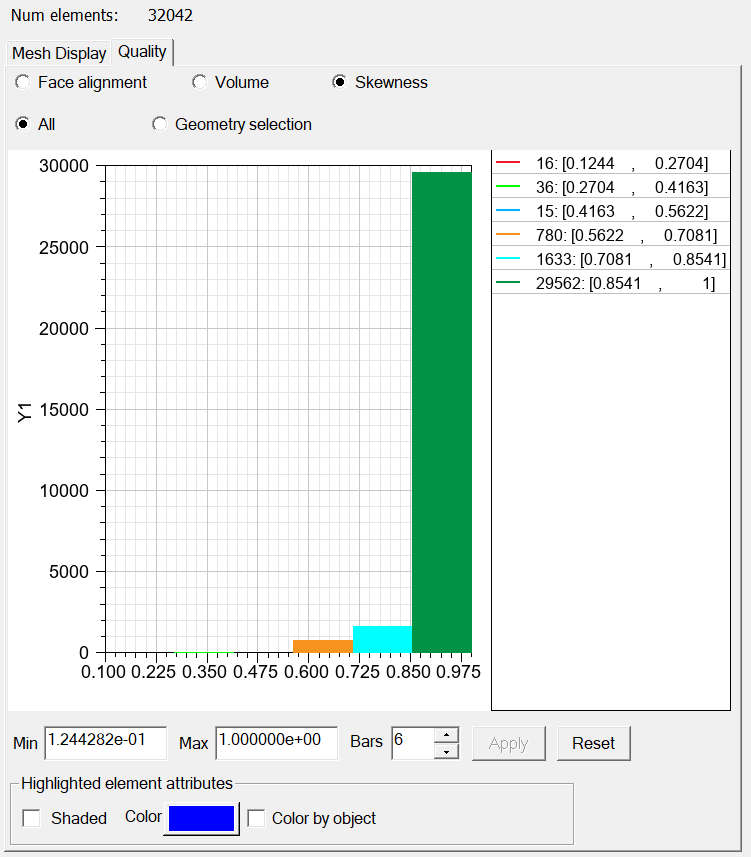 Num elements: 32042
Mesh Display Quality
Face alignment Volume Skewness
All Geometry selection
30000
25000
20000
15000
10000
5000
0
Y1
0.100 0.225 0.350 0.475 0.600 0.725 0.850 0.975
16: [0.1244 , 0.2704]
36: [0.2704 , 0.4163]
15: [0.4163 , 0.5622]
780: [0.5622 , 0.7081]
1633: [0.7081 , 0.8541]
29562: [0.8541 , 1]
Min 1.244282e-01 Max 1.000000e+00 Bars 6 Apply Reset
Highlighted element attributes
Shaded Color Color by object